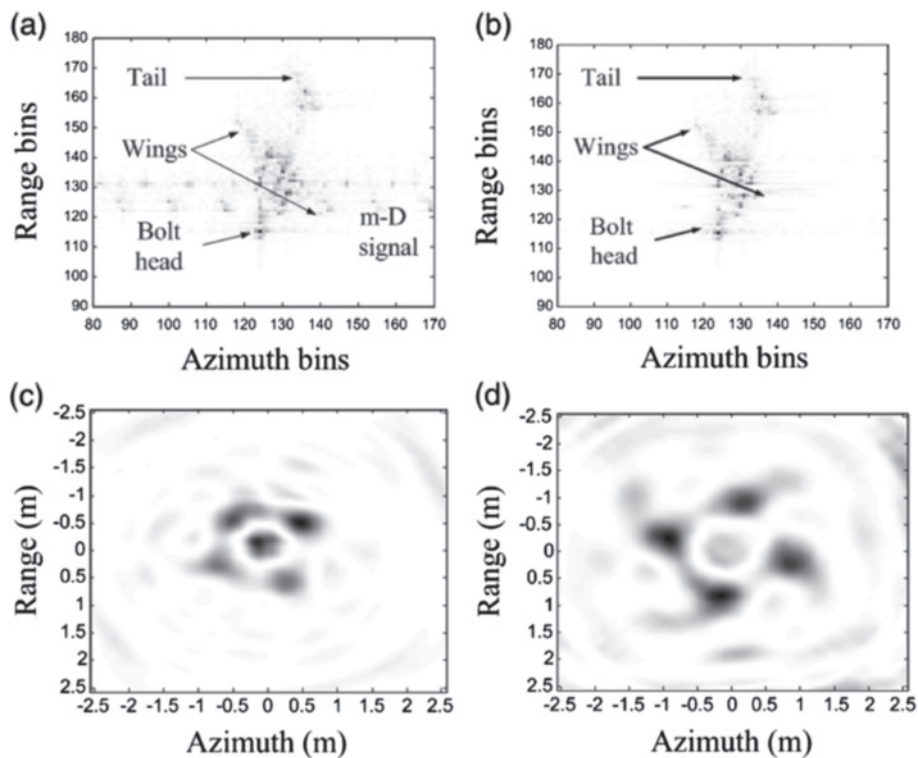 (a)
180
170
160
150
140
130
120
110
100
90
Range bins
Tail
Wings
Bolt
head
m-D
signal
80 90 100 110 120 130 140 150 160 170
Azimuth bins
(b)
180
170
160
150
140
130
120
110
100
90
Range bins
Tail
Wings
Bolt
head
80 90 100 110 120 130 140 150 160 170
Azimuth bins
(c)
-2.5
-2
-1.5
-1
-0.5
0
0.5
1
1.5
2
2.5
Range (m)
-2.5 -2 -1.5 -1 -0.5 0 0.5 1 1.5 2 2.5
Azimuth (m)
(d)
-2.5
-2
-1.5
-1
-0.5
0
0.5
1
1.5
2
2.5
Range (m)
-2.5 -2 -1.5 -1 -0.5 0 0.5 1 1.5 2 2.5
Azimuth (m)